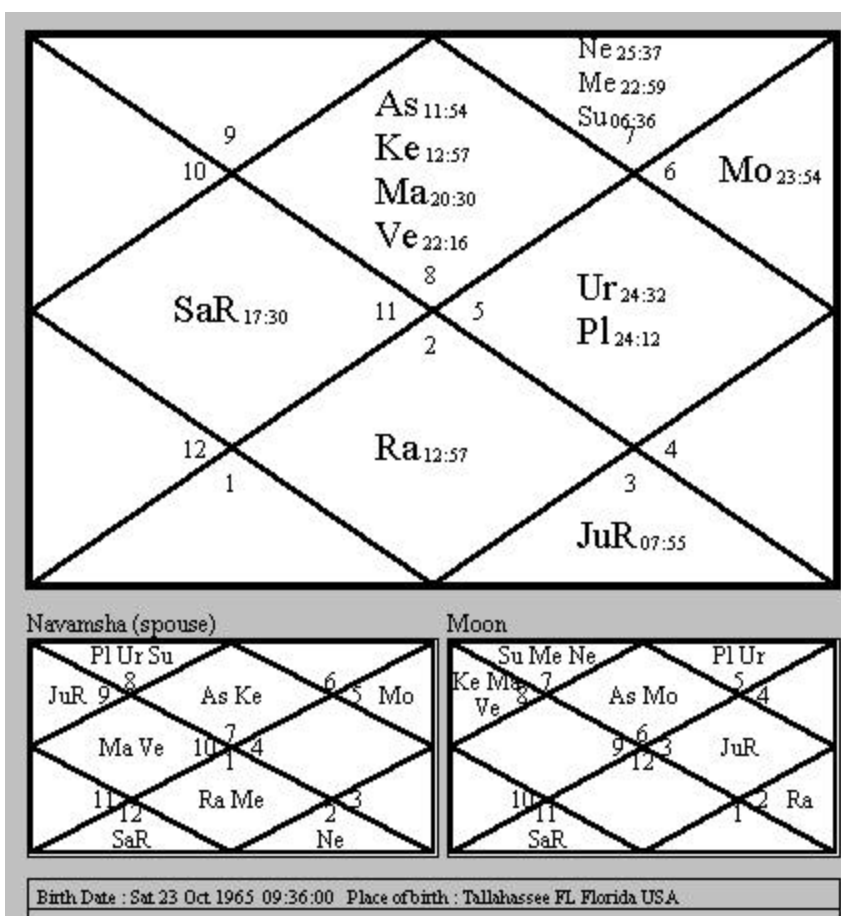 Ne 25:37
Me 22:59
Su 06:36
7
As 11:54
Ke 12:57
Ma 20:30
Ve 22:16
8
9
10
6
Mo 23:54
SaR 17:30
11
5
2
Ur 24:32
Pl 24:12
12
1
Ra 12:57
4
3
JuR 07:55
Navamsha (spouse)
Pl Ur Su
8
JuR 9
As Ke
7
6
5 Mo
Ma Ve
10 4
1
11
12
SaR
Ra Me
3
2
Ne
Moon
Su Me Ne
7
Ke Ma
8
Ve
As Mo
6
Pl Ur
5
4
9 3
12
JuR
10
11
SaR
2 Ra
1
Birth Date : Sat 23 Oct 1965 09:36:00 Place of birth : Tallahassee FL Florida USA